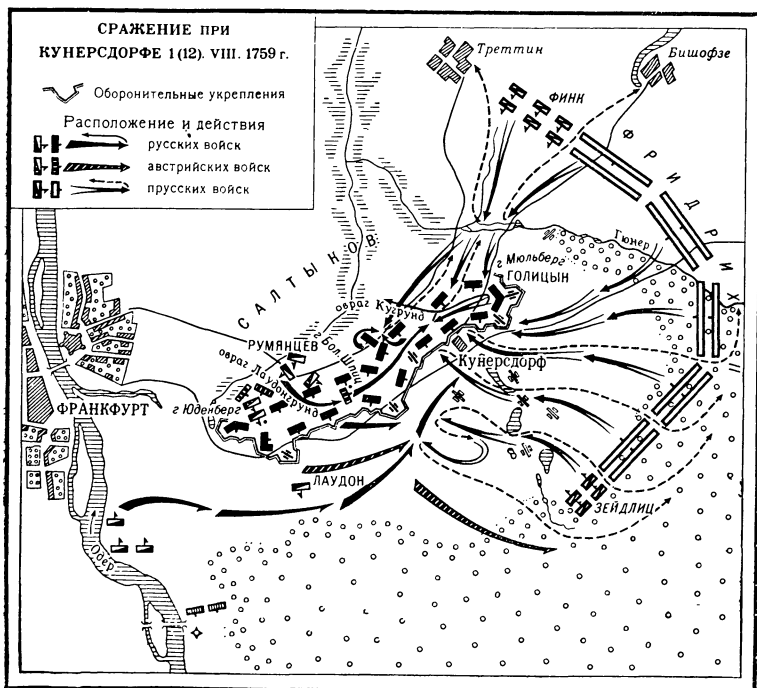 СРАЖЕНИЕ ПРИ
КУНЕРСДОРФЕ 1(12). VIII. 1759 г.
Оборонительные укрепления
Расположение и действия
русских войск
австрийских войск
прусских войск
Треттин
Бишофзе
ФИНК
ФРИДРИХ II
Гюнер
г Мюльберг
ГОЛИЦЫН
САЛТЫКОВ
овраг Кугрунд
г Бол. Шпиц
РУМЯНЦЕВ
овраг Лаудонгрунд
Кунерсдорф
ФРАНКФУРТ
г Юденберг
ЛАУДОН
ЗЕЙДЛИЦ
Одер